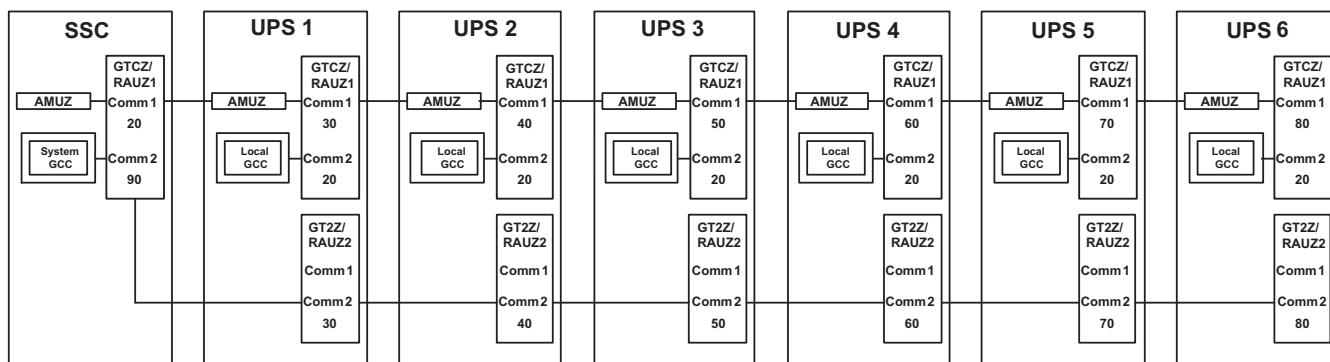 SSC
GTCZ/
RAUZ1
AMUZ
Comm 1
20
System
GCC
Comm 2
90
UPS 1
GTCZ/
RAUZ1
AMUZ
Comm 1
30
Local
GCC
Comm 2
20
GT2Z/
RAUZ2
Comm 1
Comm 2
30
UPS 2
GTCZ/
RAUZ1
AMUZ
Comm 1
40
Local
GCC
Comm 2
20
GT2Z/
RAUZ2
Comm 1
Comm 2
40
UPS 3
GTCZ/
RAUZ1
AMUZ
Comm 1
50
Local
GCC
Comm 2
20
GT2Z/
RAUZ2
Comm 1
Comm 2
50
UPS 4
GTCZ/
RAUZ1
AMUZ
Comm 1
60
Local
GCC
Comm 2
20
GT2Z/
RAUZ2
Comm 1
Comm 2
60
UPS 5
GTCZ/
RAUZ1
AMUZ
Comm 1
70
Local
GCC
Comm 2
20
GT2Z/
RAUZ2
Comm 1
Comm 2
70
UPS 6
GTCZ/
RAUZ1
AMUZ
Comm 1
80
Local
GCC
Comm 2
20
GT2Z/
RAUZ2
Comm 1
Comm 2
80